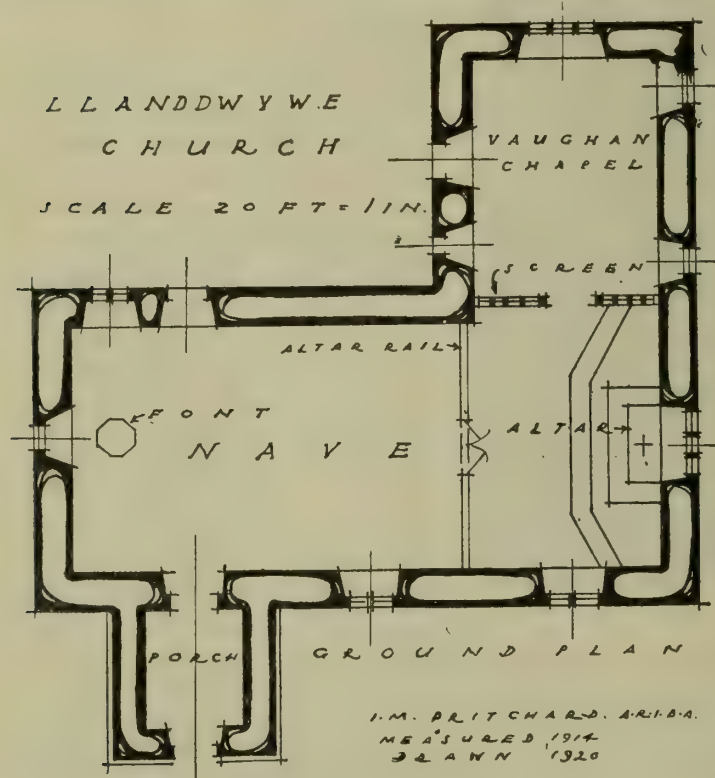 LLANDDWYWE
CHURCH
SCALE 20 FT = 1 IN.
VAUGHAN
CHAPEL
SCREEN
ALTAR RAIL
FONT
ALTAR
NAVE
PORCH
GROUND PLAN
I. M. PRITCHARD. A.R.I.B.A.
MEASURED 1914
DRAWN 1920